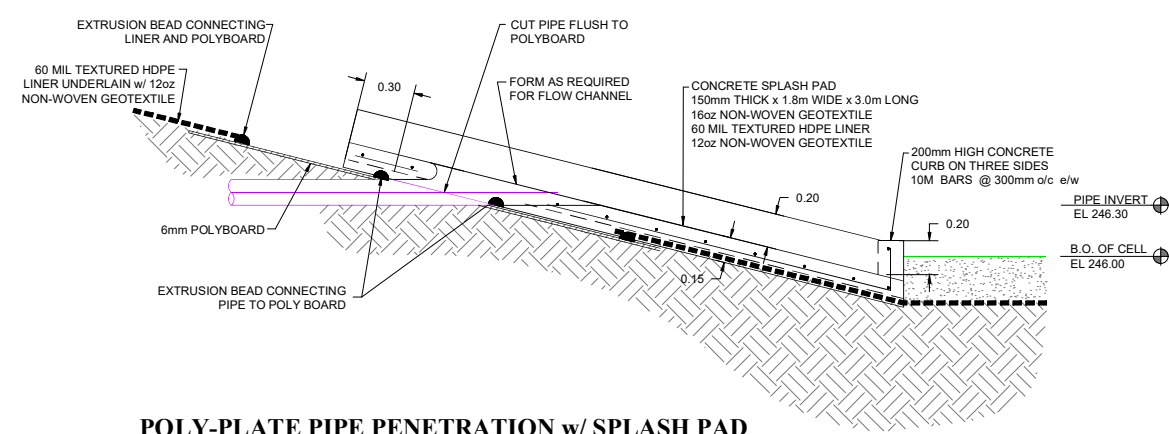 EXTRUSION BEAD CONNECTING
LINER AND POLYBOARD
CUT PIPE FLUSH TO
POLYBOARD
60 MIL TEXTURED HDPE
LINER UNDERLAIN w/ 12oz
NON-WOVEN GEOTEXTILE
0.30
FORM AS REQUIRED
FOR FLOW CHANNEL
CONCRETE SPLASH PAD
150mm THICK x 1.8m WIDE x 3.0m LONG
16oz NON-WOVEN GEOTEXTILE
60 MIL TEXTURED HDPE LINER
12oz NON-WOVEN GEOTEXTILE
200mm HIGH CONCRETE
CURB ON THREE SIDES
10M BARS @ 300mm o/c e/w
0.20
PIPE INVERT
EL 246.30
0.20
B.O. OF CELL
EL 246.00
6mm POLYBOARD
0.15
EXTRUSION BEAD CONNECTING
PIPE TO POLY BOARD
POLY-PLATE PIPE PENETRATION w/ SPLASH PAD